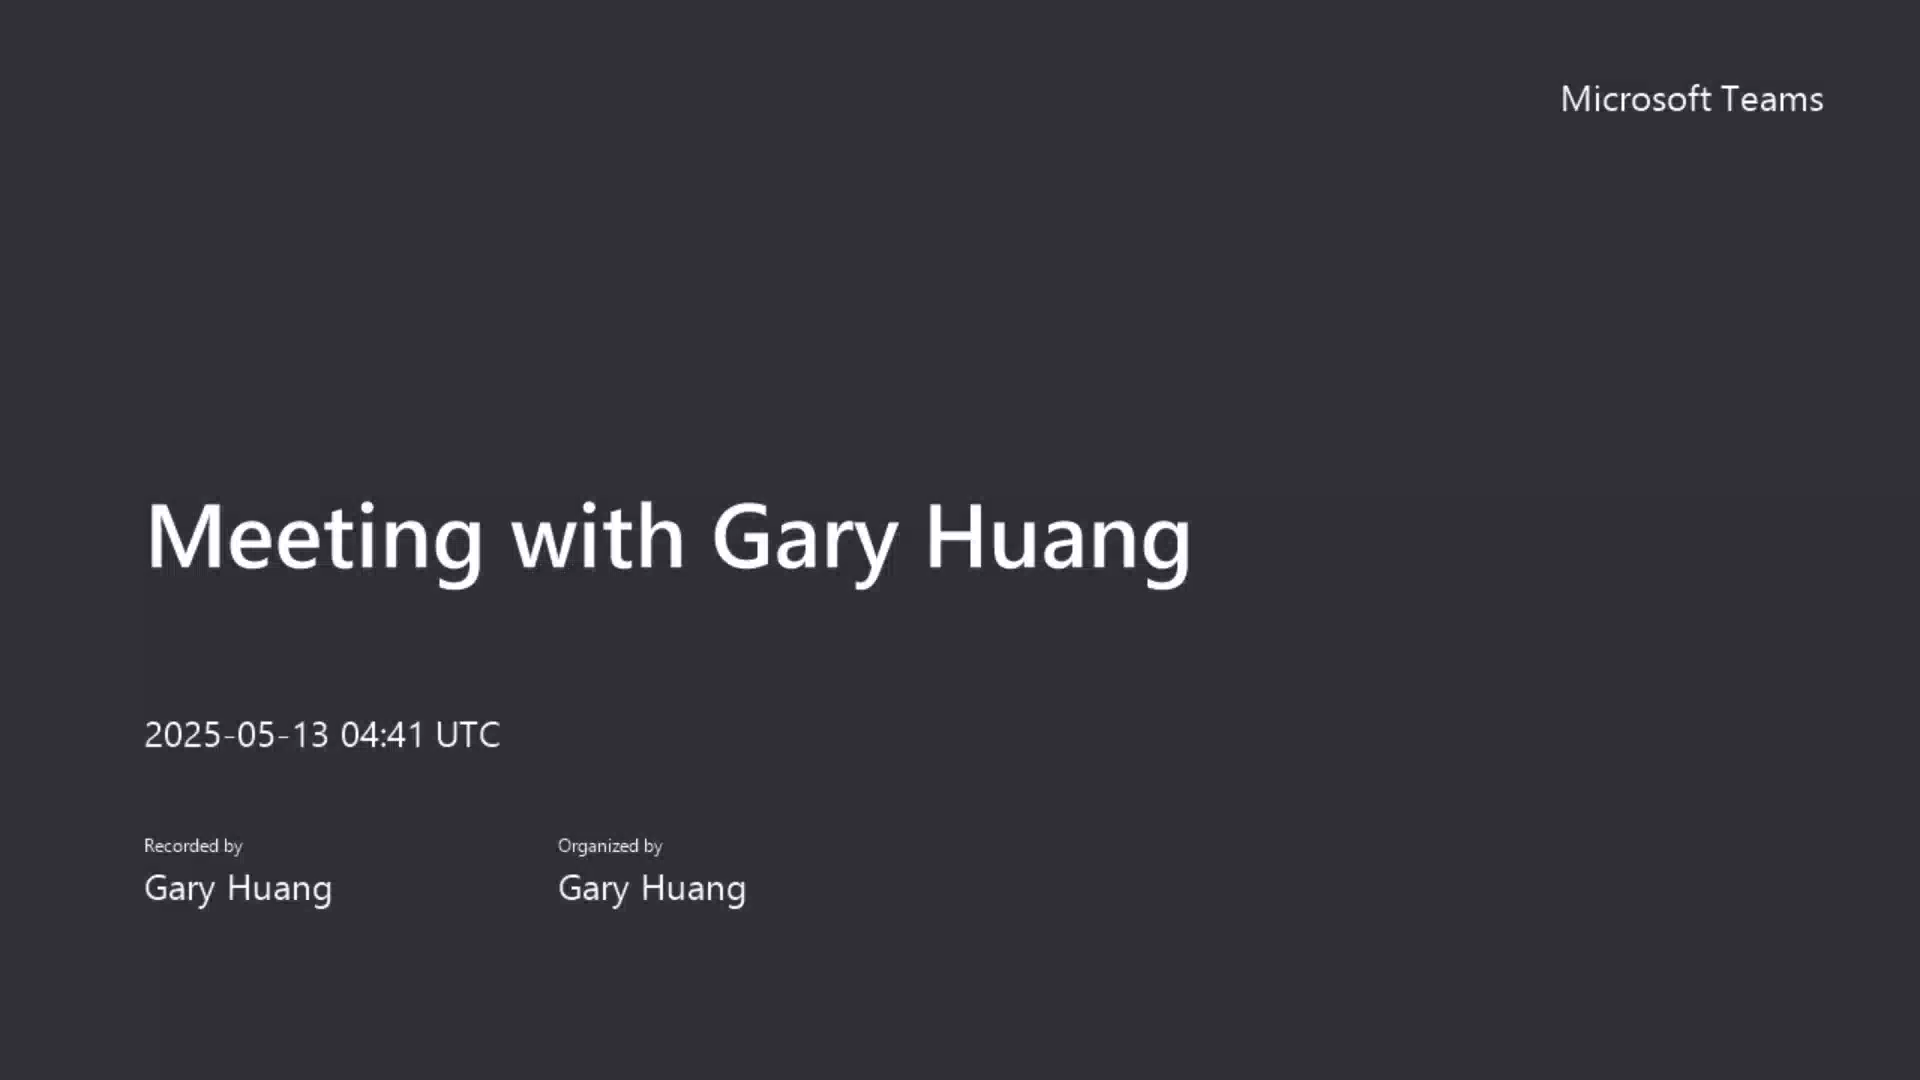 Microsoft Teams
Meeting with Gary Huang
2025-05-13 04:41 UTC
Recorded by
Gary Huang
Organized by
Gary Huang